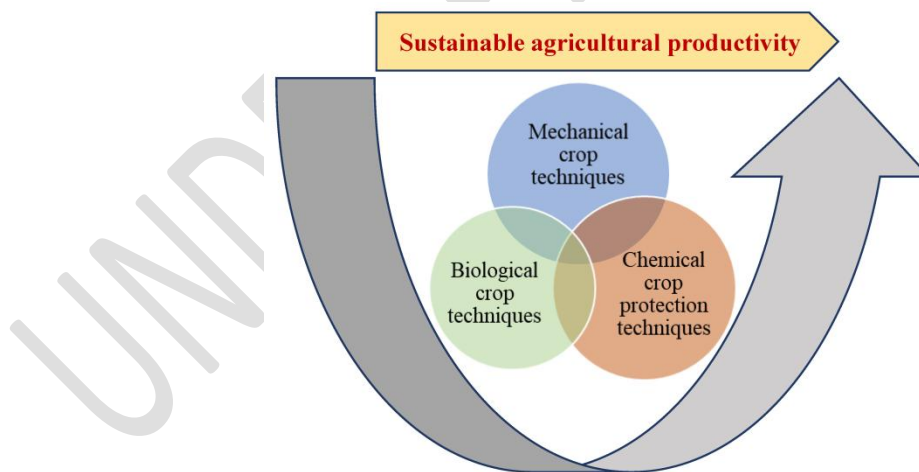 Sustainable agricultural productivity
Mechanical
crop
techniques
Biological
crop
techniques
Chemical
crop
protection
techniques